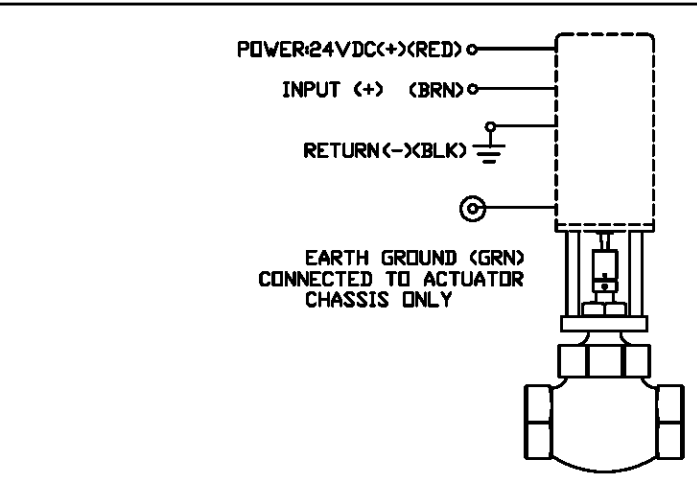 POWER:24VDC(+)(RED)
INPUT (+) (BRN)
RETURN(-)(BLK)
EARTH GROUND (GRN)
CONNECTED TO ACTUATOR
CHASSIS ONLY